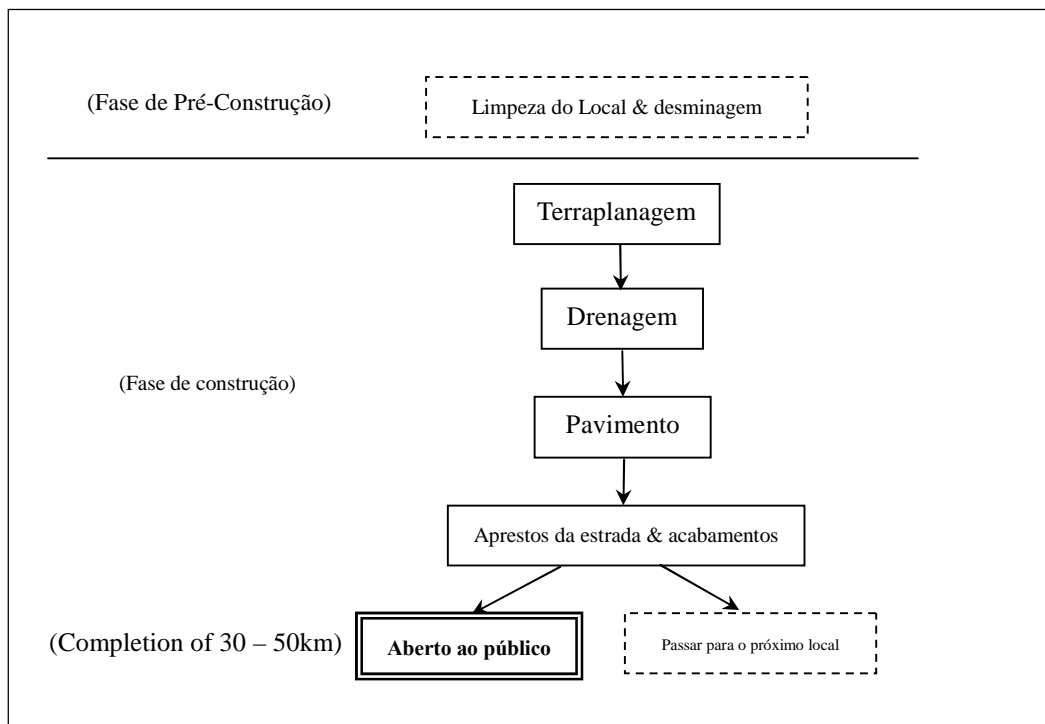 (Fase de Pré-Construção)
Limpeza do Local & desminagem
Terraplanagem
Drenagem
(Fase de construção)
Pavimento
Aprestos da estrada & acabamentos
(Completion of 30 – 50km)
Aberto ao público
Passar para o próximo local